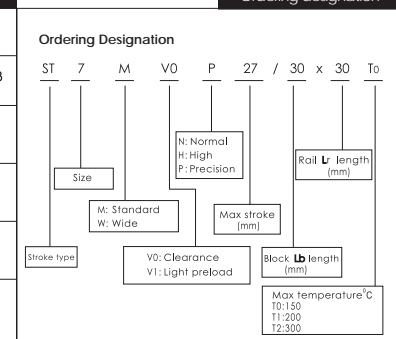 Ordering Designation
ST 7 M V0 P 27 / 30 x 30 T0
N: Normal
H: High
P: Precision
Rail Lr length
(mm)
Size
M: Standard
W: Wide
Max stroke
(mm)
Stroke type
V0: Clearance
V1: Light preload
Block Lb length
(mm)
Max temperature °C
T0:150
T1:200
T2:300